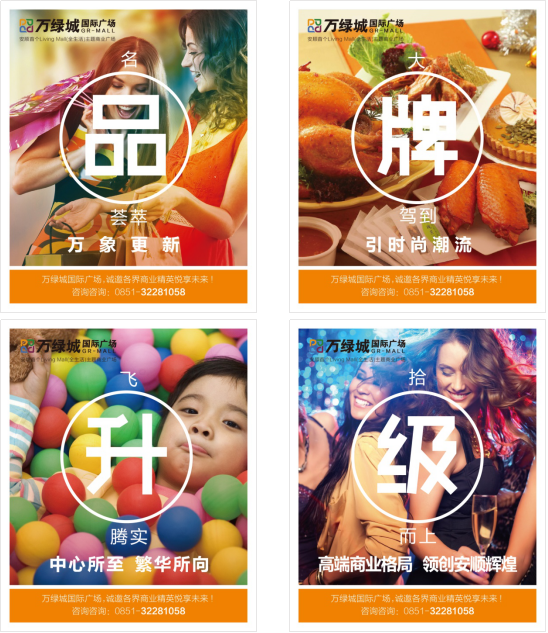 万绿城国际广场
GR-MALL
名
品
荟萃
万象更新
万绿城国际广场,诚邀各界商业精英悦享未来!
咨询咨询:0851-32281058
万绿城国际广场
GR-MALL
大
牌
驾到
引时尚潮流
万绿城国际广场,诚邀各界商业精英悦享未来!
咨询咨询:0851-32281058
万绿城国际广场
GR-MALL
飞
升
腾实
中心所至 繁华所向
万绿城国际广场,诚邀各界商业精英悦享未来!
咨询咨询:0851-32281058
万绿城国际广场
GR-MALL
拾
级
而上
高端商业格局 领创安顺辉煌
万绿城国际广场,诚邀各界商业精英悦享未来!
咨询咨询:0851-32281058